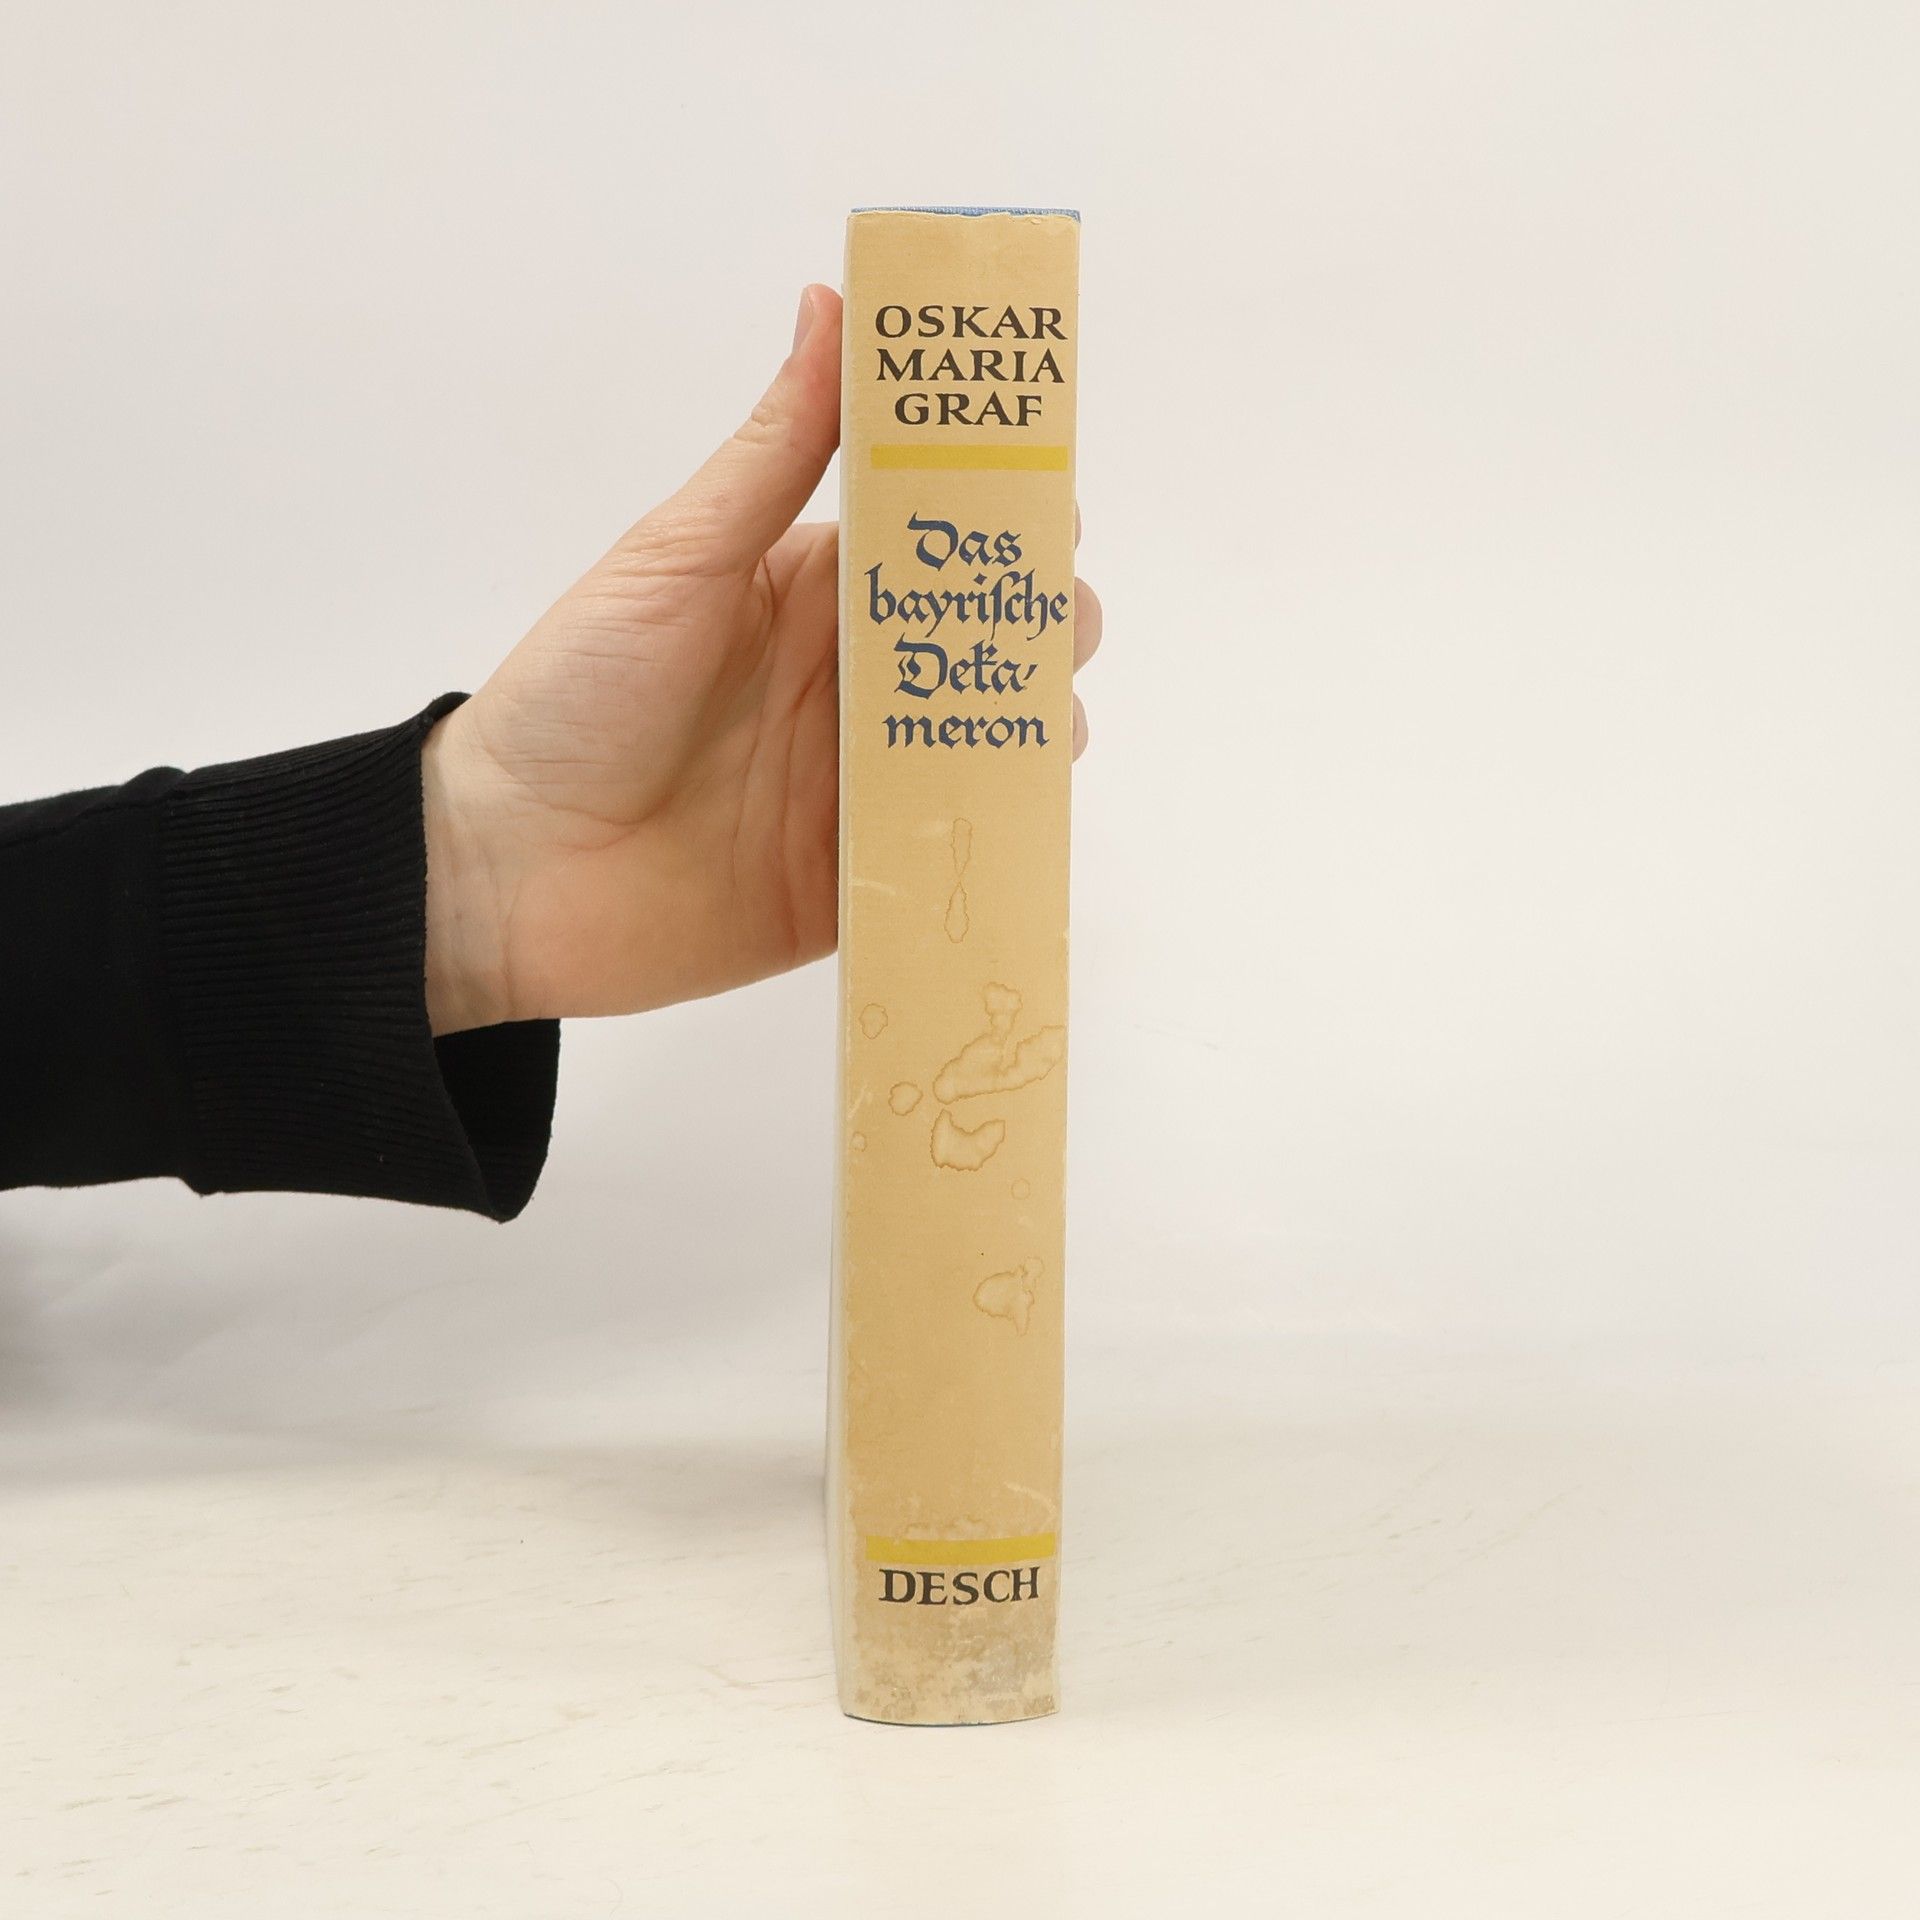 OSKAR
MARIA
GRAF
Das
bayriſche
Deka-
meron
DESCH